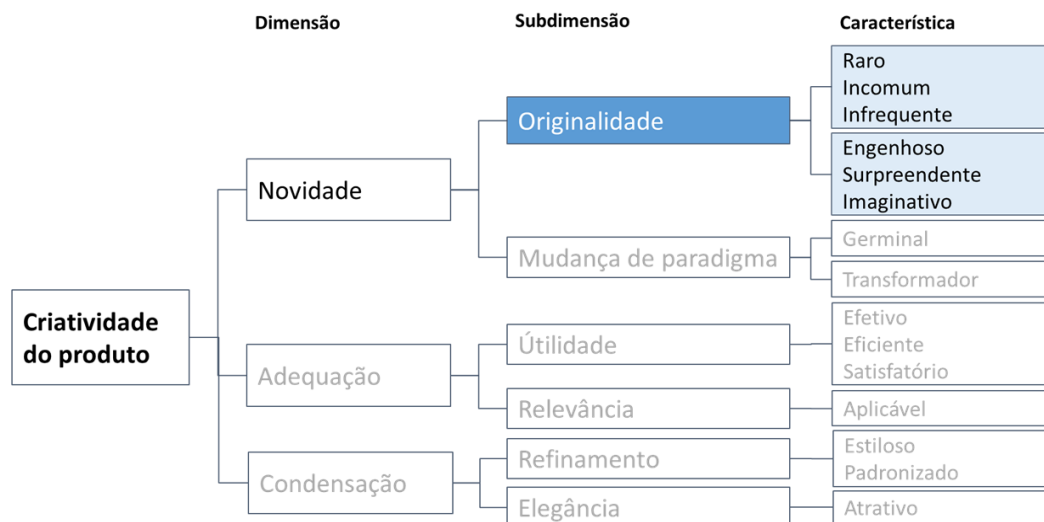 Dimensão
Subdimensão
Característica
Criatividade
do produto
Novidade
Originalidade
Raro
Incomum
Infrequente
Engenhoso
Surpreendente
Imaginativo
Mudança de paradigma
Germinal
Transformador
Adequação
Útilidade
Efetivo
Eficiente
Satisfatório
Relevância
Aplicável
Condensação
Refinamento
Estiloso
Padronizado
Elegância
Atrativo